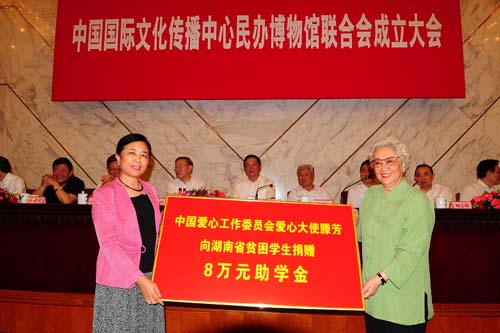 中国国际文化传播中心民办博物馆联合会成立大会
中国爱心工作委员会爱心大使滕芳
向湖南省贫困学生捐赠
8万元助学金